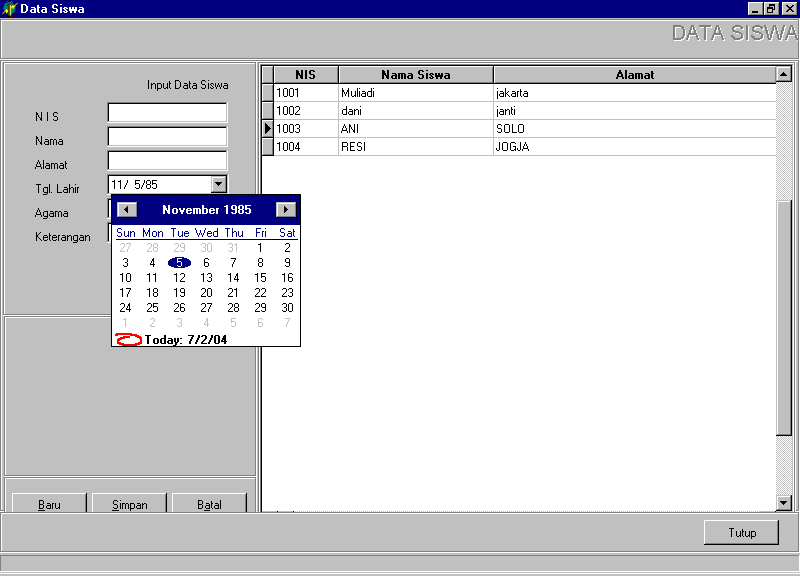 Data Siswa
DATA SISWA
Input Data Siswa
N I S
Nama
Alamat
Tgl. Lahir 11/ 5/85
Agama
Keterangan
November 1985
Sun Mon Tue Wed Thu Fri Sat
27 28 29 30 31 1 2
3 4 5 6 7 8 9
10 11 12 13 14 15 16
17 18 19 20 21 22 23
24 25 26 27 28 29 30
1 2 3 4 5 6 7
Today: 7/2/04
NIS Nama Siswa Alamat
1001 Muliadi jakarta
1002 dani janti
1003 ANI SOLO
1004 RESI JOGJA
Baru Simpan Batal
Tutup